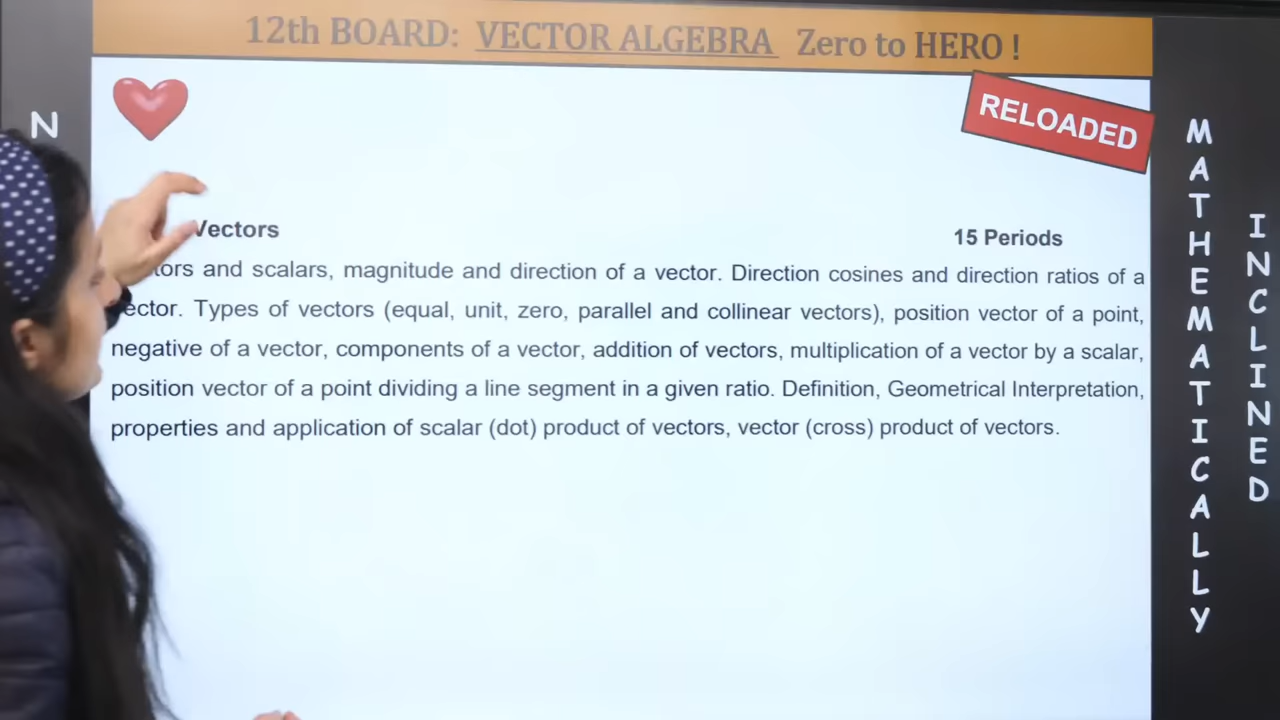 12th BOARD: VECTOR ALGEBRA Zero to HERO !
RELOADED
N
Vectors
15 Periods
and scalars, magnitude and direction of a vector. Direction cosines and direction ratios of a
Types of vectors (equal, unit, zero, parallel and collinear vectors), position vector of a point,
negative of a vector, components of a vector, addition of vectors, multiplication of a vector by a scalar,
position vector of a point dividing a line segment in a given ratio. Definition, Geometrical Interpretation,
properties and application of scalar (dot) product of vectors, vector (cross) product of vectors.
MATHEMATICALLY
INCLINED